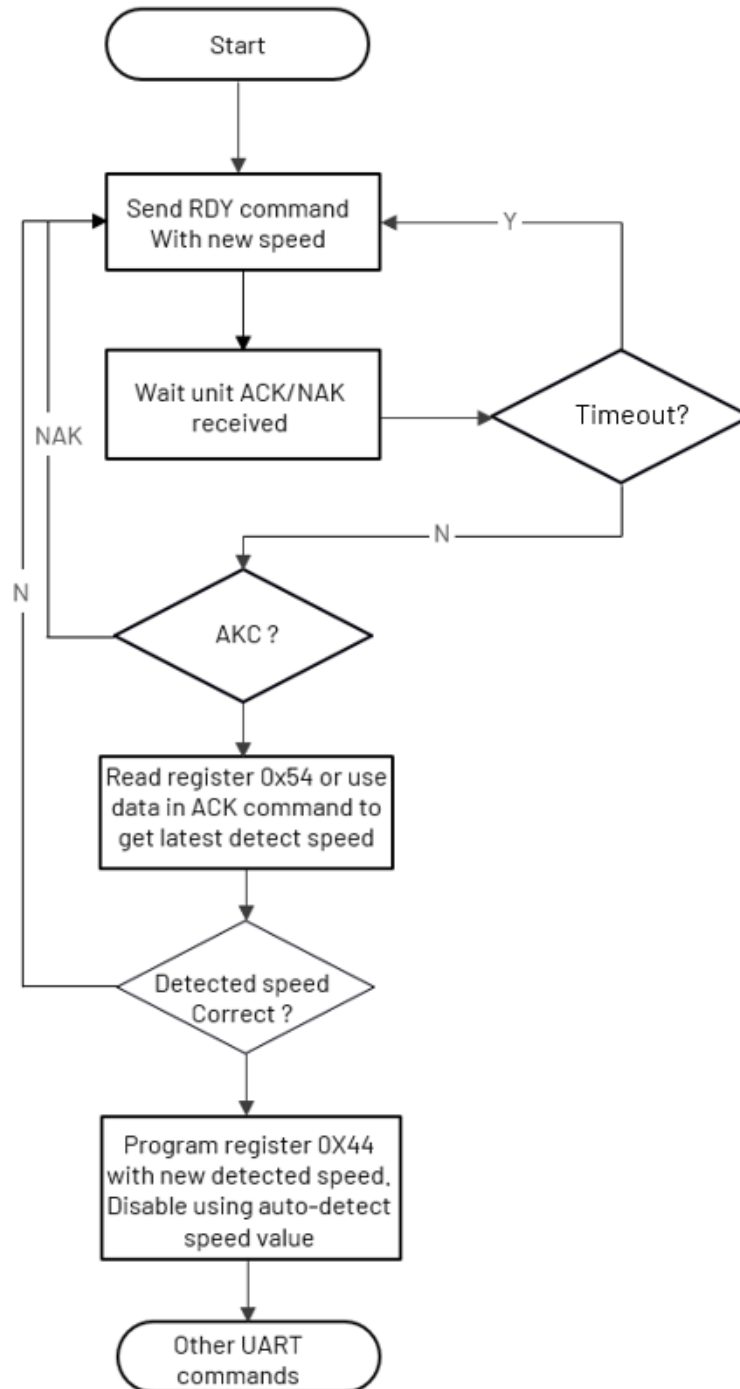 Start
Send RDY command
With new speed
Y
Wait unit ACK/NAK
received
Timeout?
NAK
N
N
AKC ?
Read register 0x54 or use
data in ACK command to
get latest detect speed
Detected speed
Correct ?
Program register 0X44
with new detected speed.
Disable using auto-detect
speed value
Other UART
commands